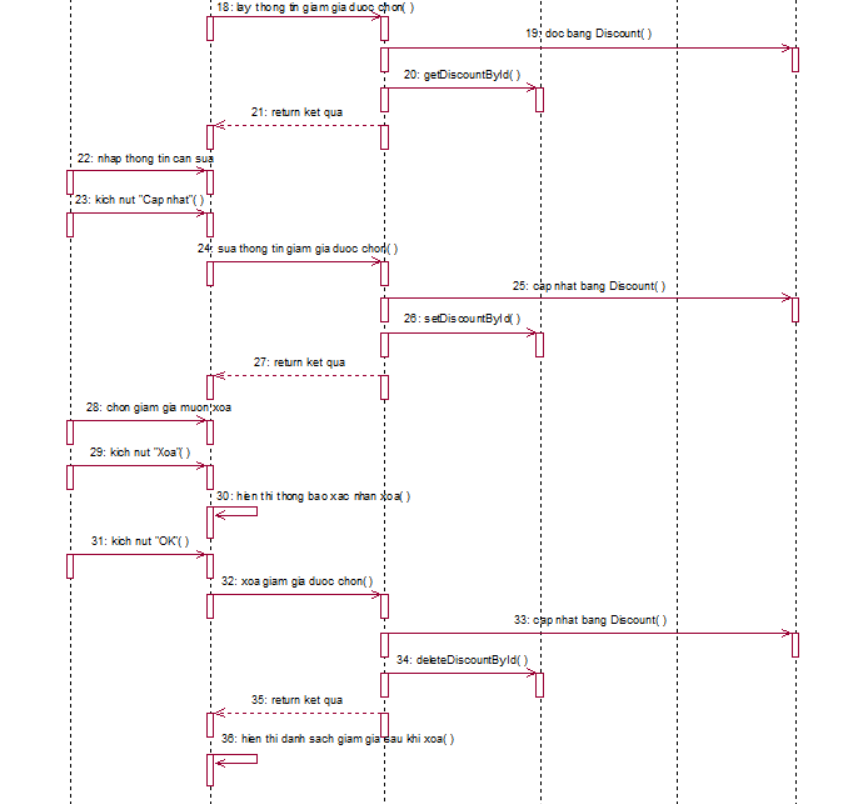 18: lay thong tin giam gia duoc chon( )
19: doc bang Discount( )
20: getDiscountById( )
21: return ket qua
22: nhap thong tin can sua
23: kich nut "Cap nhat"( )
24: sua thong tin giam gia duoc chon( )
25: cap nhat bang Discount( )
26: setDiscountById( )
27: return ket qua
28: chon giam gia muon xoa
29: kich nut "Xoa"( )
30: hien thi thong bao xac nhan xoa( )
31: kich nut "OK"( )
32: xoa giam gia duoc chon( )
33: cap nhat bang Discount( )
34: deleteDiscountById( )
35: return ket qua
36: hien thi danh sach giam gia sau khi xoa( )